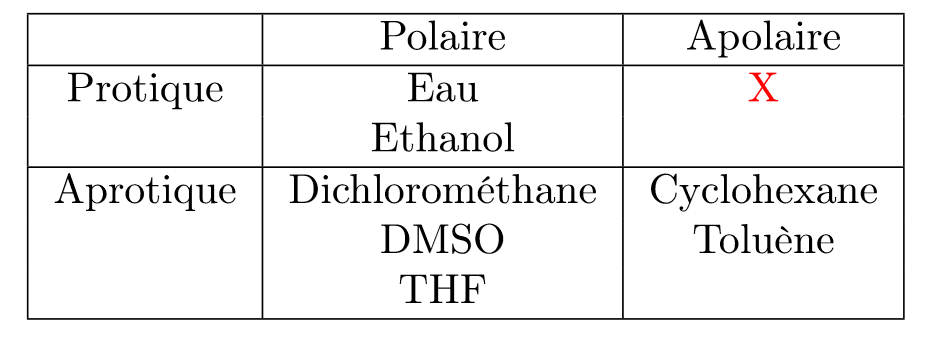 Polaire Apolaire
Protique Eau X
Ethanol
Aprotique Dichlorométhane Cyclohexane
DMSO Toluène
THF